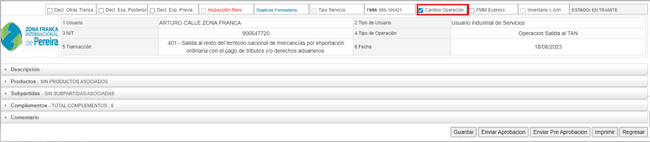 Decl. Otras Transa. Decl. Esp. Posterior Decl. Esp. Previa Inspección Rero Duplicar Formulario Tipo Servicio FMM: 986-185421 Cambio Operación FMM Express Inventario x Arin ESTADO: EN TRAMITE
ZONA FRANCA INTERNACIONAL de Pereira
1.Usuario ARTURO CALLE ZONA FRANCA 2.Tipo de Usuario Usuario Industrial de Servicios
3.NIT 900647720 4.Tipo de Operación Operacion Salida al TAN
5.Transacción 401 - Salida al resto del territorio nacional de mercancías por importación ordinaria con el pago de tributos y/o derechos aduaneros. 6.Fecha 18/08/2023
Descripción -
Productos - SIN PRODUCTOS ASOCIADOS
Subpartidas - SIN SUBPARTIDAS ASOCIADAS
Complementos - TOTAL COMPLEMENTOS : 0
Comentario
Guardar Enviar Aprobacion Enviar Pre Aprobacion Imprimir Regresar